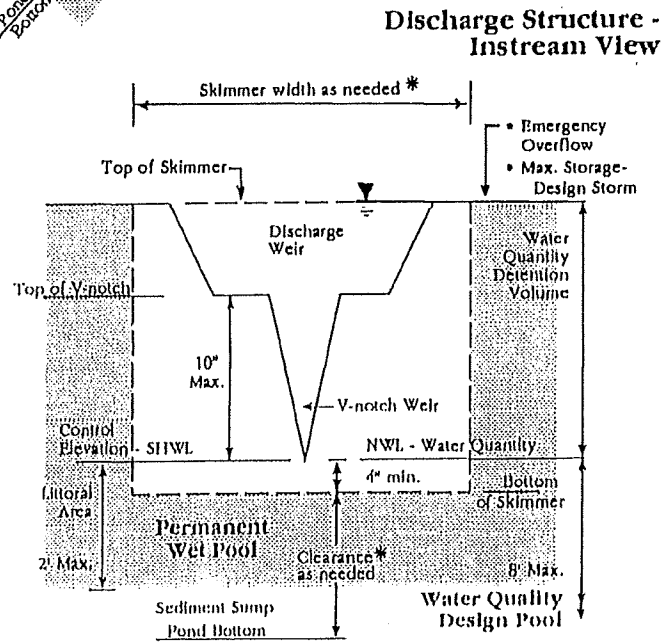 Pond
Bottom
Discharge Structure -
Instream View
Skimmer width as needed *
• Emergency
Overflow
• Max. Storage-
Design Storm
Top of Skimmer
Discharge
Weir
Water
Quantity
Detention
Volume
Top of V-notch
10"
Max.
V-notch Weir
Control
Elevation - SHWL
NWL - Water Quantity
4" min.
Littoral
Area
Bottom
of Skimmer
Permanent
Wet Pool
2' Max.
Clearance *
as needed
8' Max.
Sediment Sump
Pond Bottom
Water Quality
Design Pool